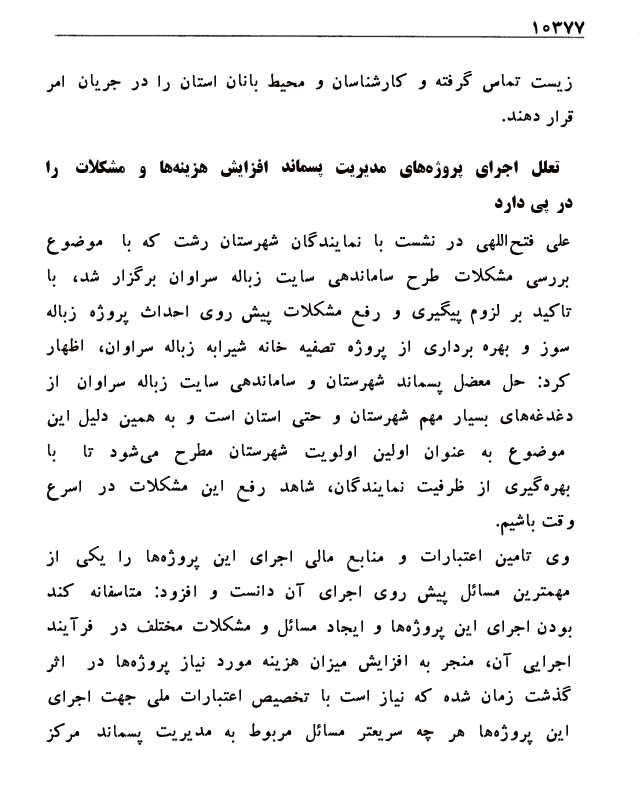 ۱۰۳۷۷
زیست تماس گرفته و کارشناسان و محیط بانان استان را در جریان امر
قرار دهند.
تعلل اجرای پروژه‌های مدیریت پسماند افزایش هزینه‌ها و مشکلات را
در پی دارد
علی فتح‌اللهی در نشست با نمایندگان شهرستان رشت که با موضوع
بررسی مشکلات طرح ساماندهی سایت زباله سراوان برگزار شد، با
تاکید بر لزوم پیگیری و رفع مشکلات پیش روی احداث پروژه زباله
سوز و بهره برداری از پروژه تصفیه خانه شیرابه زباله سراوان، اظهار
کرد: حل معضل پسماند شهرستان و ساماندهی سایت زباله سراوان از
دغدغه‌های بسیار مهم شهرستان و حتی استان است و به همین دلیل این
موضوع به عنوان اولین اولویت شهرستان مطرح می‌شود تا با
بهره‌گیری از ظرفیت نمایندگان، شاهد رفع این مشکلات در اسرع
وقت باشیم.
وی تامین اعتبارات و منابع مالی اجرای این پروژه‌ها را یکی از
مهمترین مسائل پیش روی اجرای آن دانست و افزود: متاسفانه کند
بودن اجرای این پروژه‌ها و ایجاد مسائل و مشکلات مختلف در فرآیند
اجرایی آن، منجر به افزایش میزان هزینه مورد نیاز پروژه‌ها در اثر
گذشت زمان شده که نیاز است با تخصیص اعتبارات ملی جهت اجرای
این پروژه‌ها هر چه سریعتر مسائل مربوط به مدیریت پسماند مرکز